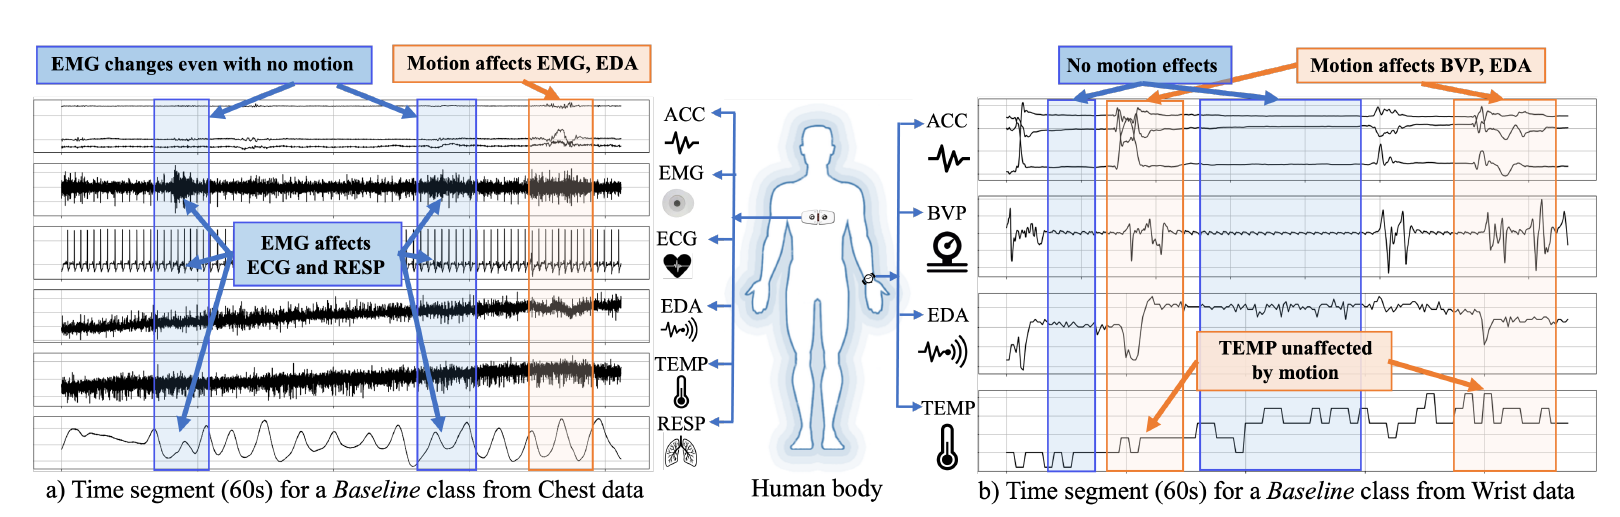 EMG changes even with no motion
Motion affects EMG, EDA
EMG affects
ECG and RESP
a) Time segment (60s) for a Baseline class from Chest data
ACC
EMG
ECG
EDA
TEMP
RESP
Human body
ACC
BVP
EDA
TEMP
No motion effects
Motion affects BVP, EDA
TEMP unaffected
by motion
b) Time segment (60s) for a Baseline class from Wrist data